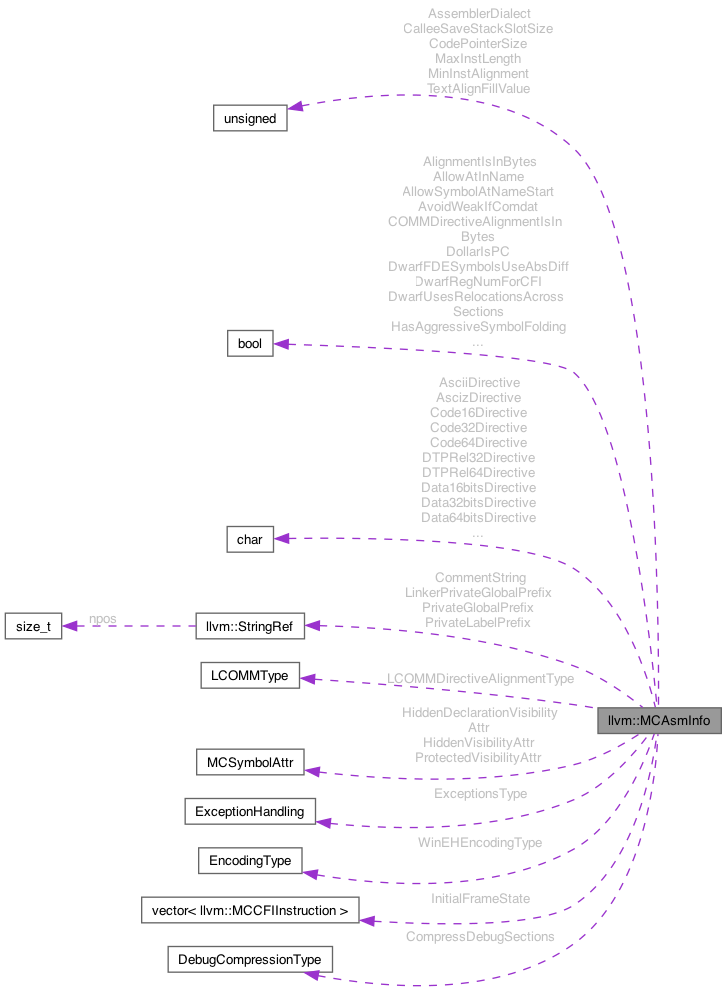 AssemblerDialect
CalleeSaveStackSlotSize
CodePointerSize
MaxInstLength
MinInstAlignment
TextAlignFillValue
unsigned
AlignmentIsInBytes
AllowAtInName
AllowSymbolAtNameStart
AvoidWeakIfComdat
COMMDirectiveAlignmentIsIn
Bytes
DollarIsPC
DwarfFDESymbolsUseAbsDiff
DwarfRegNumForCFI
DwarfUsesRelocationsAcross
Sections
HasAggressiveSymbolFolding
...
bool
AsciiDirective
AscizDirective
Code16Directive
Code32Directive
Code64Directive
DTPRel32Directive
DTPRel64Directive
Data16bitsDirective
Data32bitsDirective
Data64bitsDirective
...
char
CommentString
LinkerPrivateGlobalPrefix
PrivateGlobalPrefix
PrivateLabelPrefix
size_t
npos
llvm::StringRef
LCOMMType
LCOMMDirectiveAlignmentType
llvm::MCAsmInfo
HiddenDeclarationVisibility
Attr
HiddenVisibilityAttr
ProtectedVisibilityAttr
MCSymbolAttr
ExceptionsType
ExceptionHandling
WinEHEncodingType
EncodingType
InitialFrameState
vector< llvm::MCCFIInstruction >
CompressDebugSections
DebugCompressionType